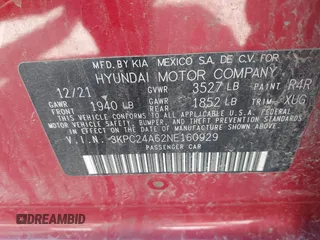 MFD.BY KIA MEXICO S.A. DE C.V. FOR
HYUNDAI MOTOR COMPANY
12/21 GVWR 3527 LB PAINT R4R
GAWR 1940 LB GAWR 1852 LB TRIM XUG
THIS VEHICLE CONFORMS TO ALL APPLICABLE
FEDERAL MOTOR VEHICLE SAFETY, BUMPER, AND
THEFT PREVENTION STANDARDS IN EFFECT ON
THE DATE OF MANUFACTURE SHOWN ABOVE.
V.I.N.:3KPC24A62NE160929
PASSENGER CAR
DREAMBID